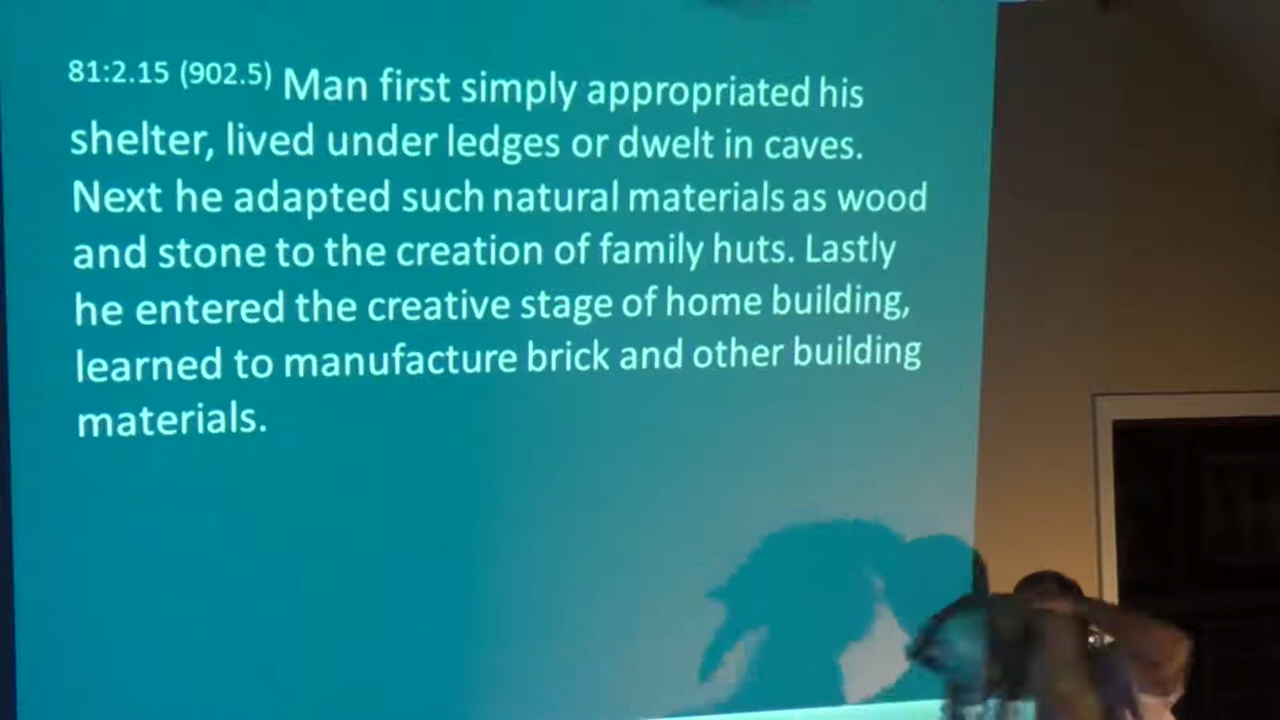 81:2.15 (902.5) Man first simply appropriated his
shelter, lived under ledges or dwelt in caves.
Next he adapted such natural materials as wood
and stone to the creation of family huts. Lastly
he entered the creative stage of home building,
learned to manufacture brick and other building
materials.